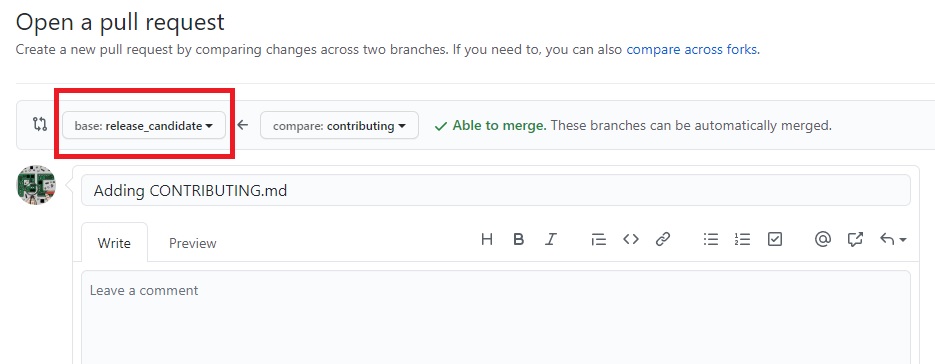 Open a pull request
Create a new pull request by comparing changes across two branches. If you need to, you can also compare across forks.
base: release_candidate
compare: contributing
Able to merge. These branches can be automatically merged.
Adding CONTRIBUTING.md
Write Preview
Leave a comment